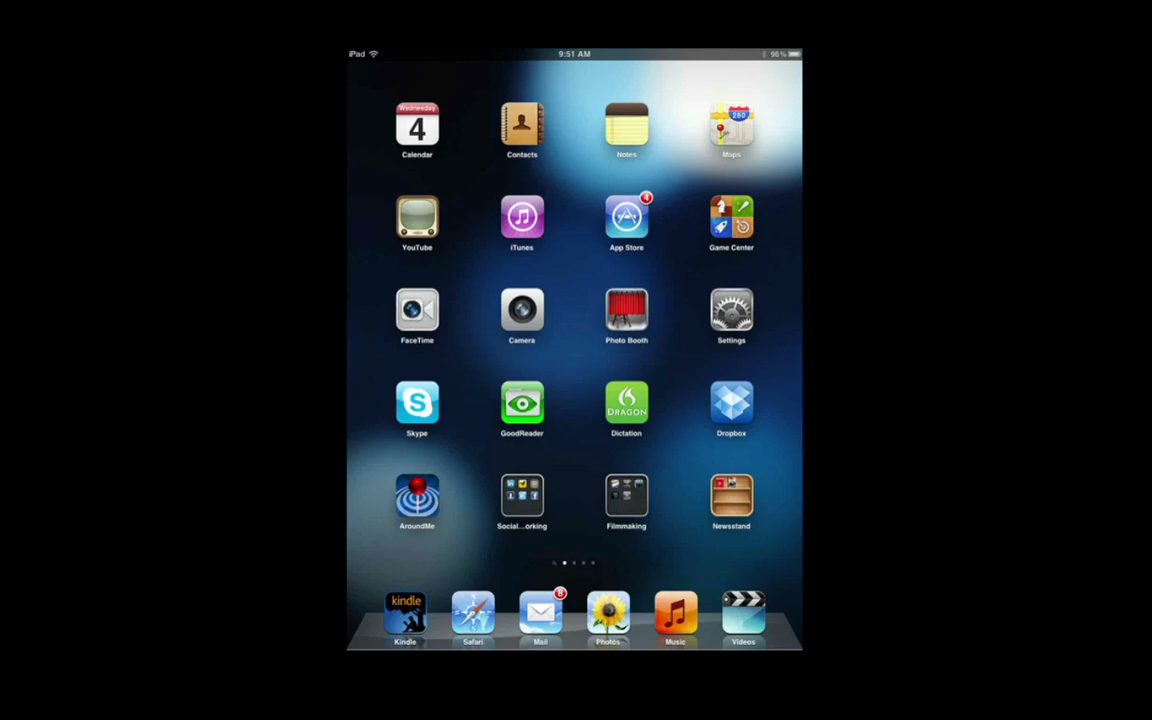 iPad 9:51 AM 95%
Wednesday
4
280
Calendar Contacts Notes Maps
4
YouTube iTunes App Store Game Center
FaceTime Camera Photo Booth Settings
S
DRAGON
Skype GoodReader Dictation Dropbox
AroundMe Social...orking Filmmaking Newsstand
kindle
Kindle Safari Mail Photos Music Videos